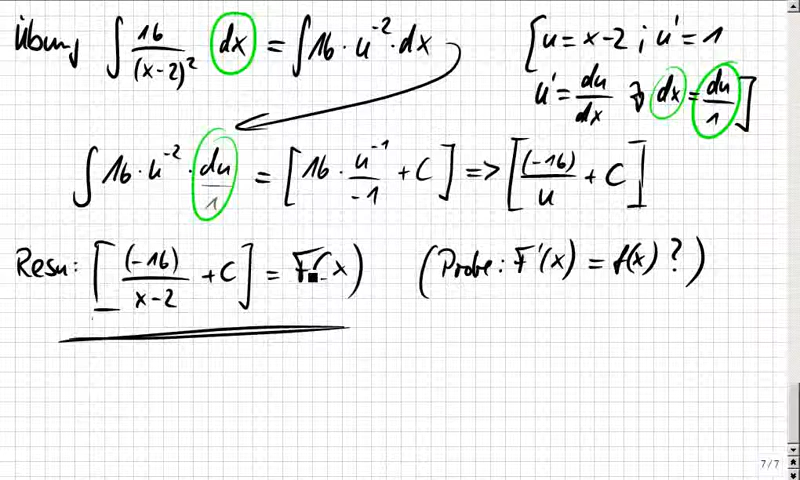 Übung ∫ 16/(x-2)² dx = ∫16·u⁻²·dx [u = x-2 ; u' = 1
u' = du/dx ⇒ dx = du/1]
∫ 16·u⁻²·du/1 = [16·u⁻¹/-1 + C] => [(-16)/u + C]
Resu: [(-16)/x-2 + C] = F(x) (Probe: F'(x) = f(x)?)
7/7